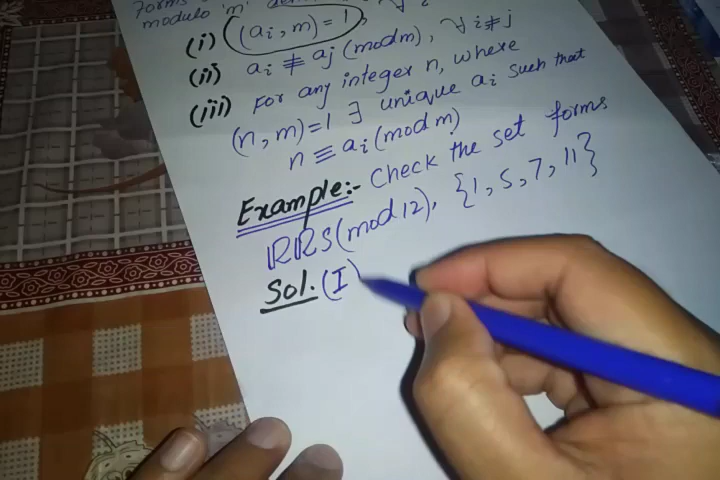 forms
modulo 'm'
(i) (ai, m) = 1, ∀ i
(ii) ai ≢ aj (mod m), ∀ i ≠ j
(iii) For any integer n, where
(n, m) = 1 ∃ unique ai such that
n ≡ ai (mod m)
Example:- Check the set forms
RRS (mod 12), {1, 5, 7, 11}
Sol. (I)